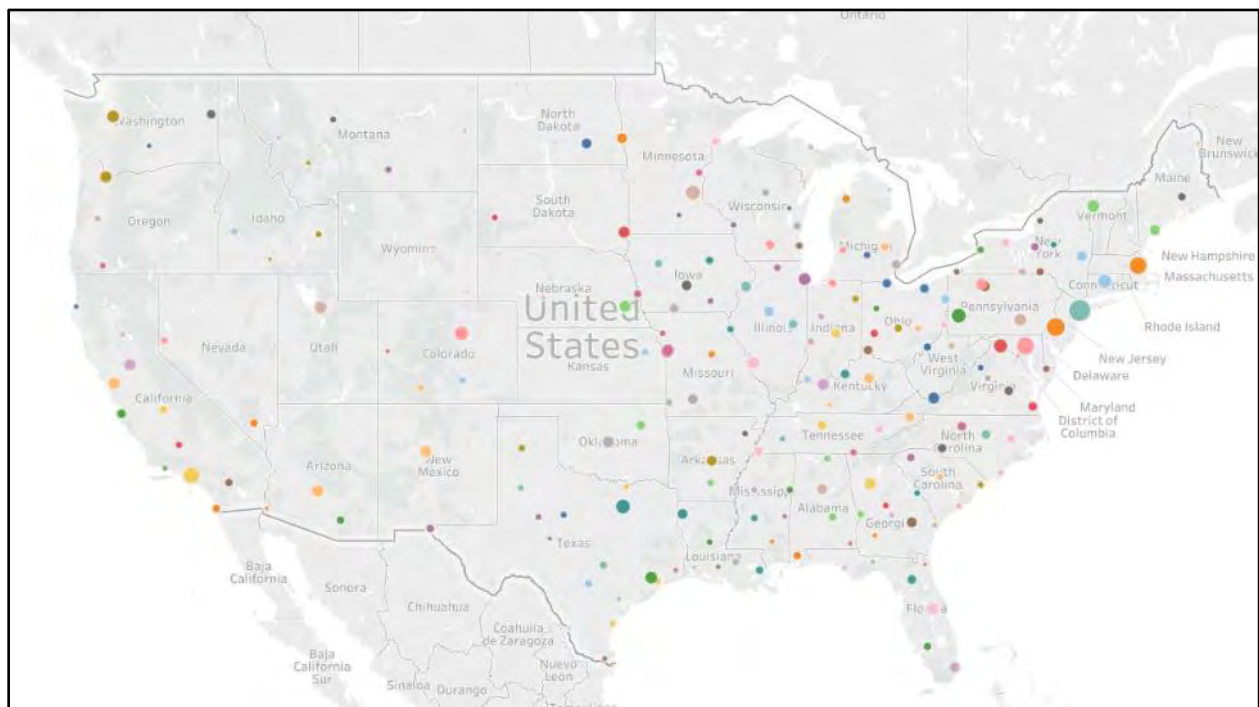 Ontario
Washington
Montana
North
Dakota
Minnesota
New
Brunswick
Maine
Oregon
Idaho
South
Dakota
Wisconsin
Vermont
Michigan
New
York
New Hampshire
Massachusetts
Wyoming
Iowa
Connecticut
Nebraska
United
States
Pennsylvania
Rhode Island
Nevada
Utah
Colorado
Kansas
Illinois
Indiana
Ohio
New Jersey
Delaware
West
Virginia
Missouri
Virginia
Kentucky
California
Maryland
District of
Columbia
Tennessee
North
Carolina
Oklahoma
Arizona
New
Mexico
Arkansas
South
Carolina
Mississippi
Alabama
Georgi
Texas
Louisiana
Baja
California
Sonora
Chihuahua
Florida
Coahuila
de Zaragoza
Baja
California
Sur
Nuevo
León
Sinaloa
Durango
Tamaulipas